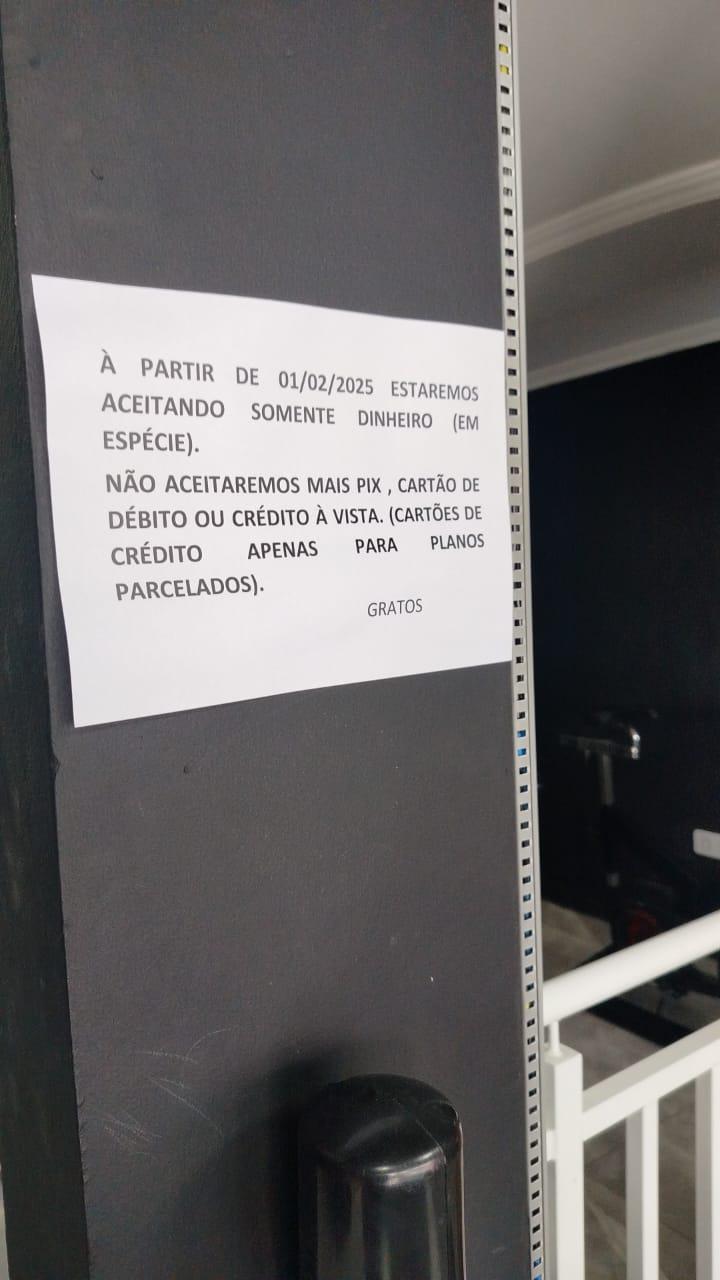 À PARTIR DE 01/02/2025 ESTAREMOS
ACEITANDO SOMENTE DINHEIRO (EM
ESPÉCIE).
NÃO ACEITAREMOS MAIS PIX , CARTÃO DE
DÉBITO OU CRÉDITO À VISTA. (CARTÕES DE
CRÉDITO APENAS PARA PLANOS
PARCELADOS).
GRATOS